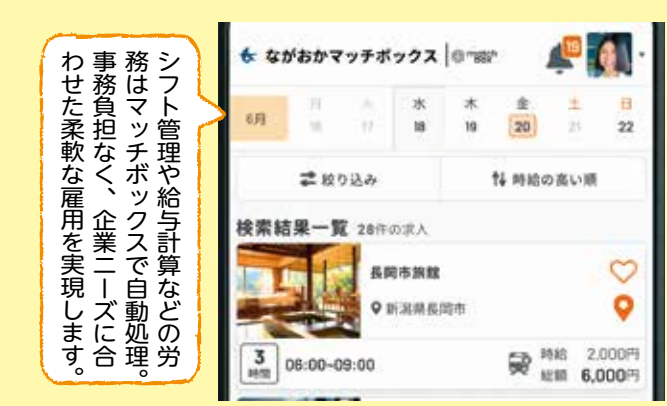 シフト管理や給与計算などの労
務はマッチボックスで自動処理。
事務負担なく、企業ニーズに合
わせた柔軟な雇用を実現します。
ながおかマッチボックス
19
6月
月 火 水 木 金 土 日
16 17 18 19 20 21 22
絞り込み
時給の高い順
検索結果一覧 28件の求人
長岡市旅館
新潟県長岡市
3時間 06:00~09:00
時給 2,000円
総額 6,000円